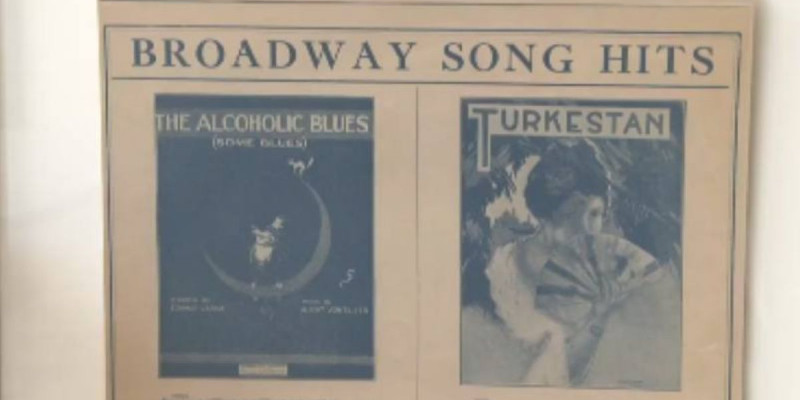 BROADWAY SONG HITS
THE ALCOHOLIC BLUES
(SOME BLUES)
TURKESTAN